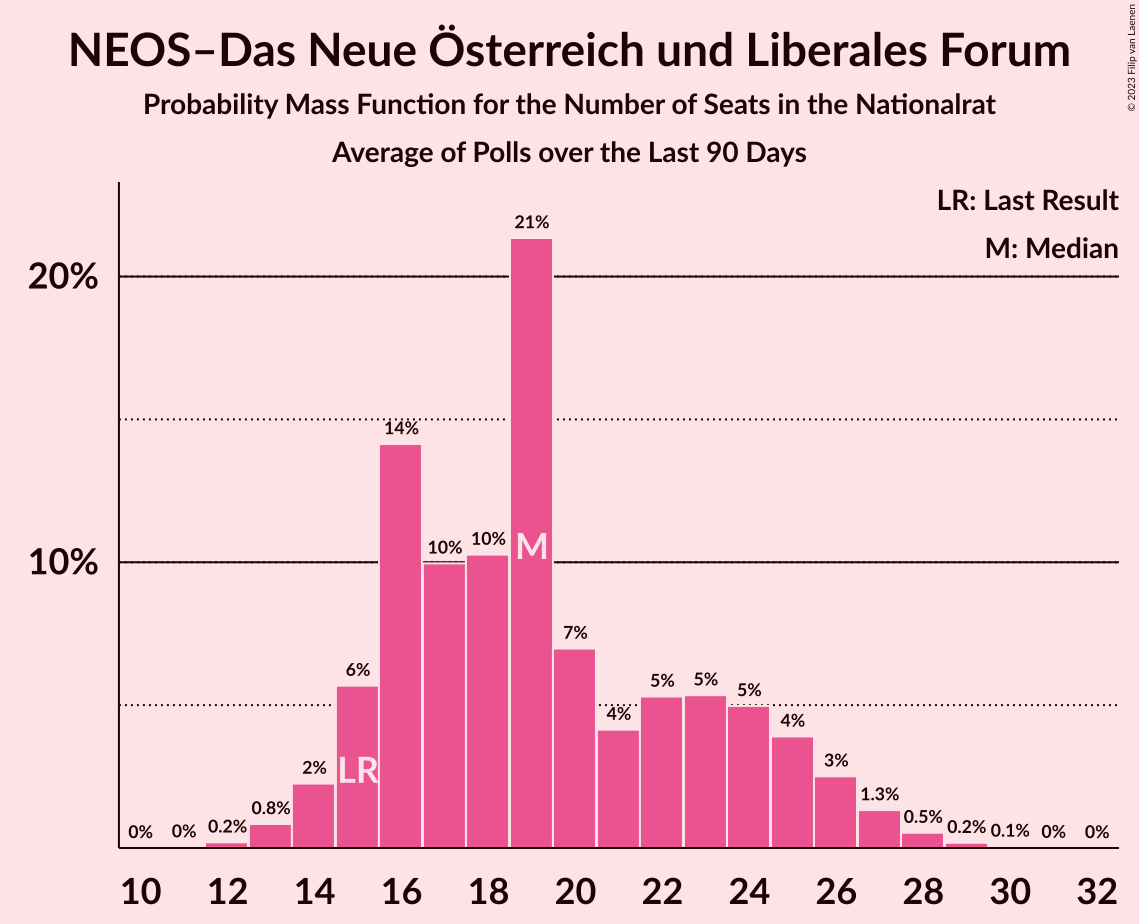 NEOS–Das Neue Österreich und Liberales Forum
Probability Mass Function for the Number of Seats in the Nationalrat
Average of Polls over the Last 90 Days
© 2023 Filip van Laenen
LR: Last Result
M: Median
20%
10%
0% 0% 0.2% 0.8% 2% 6% 14% 10% 10% 21% 7% 4% 5% 5% 5% 4% 3% 1.3% 0.5% 0.2% 0.1% 0% 0%
LR M
10 12 14 16 18 20 22 24 26 28 30 32